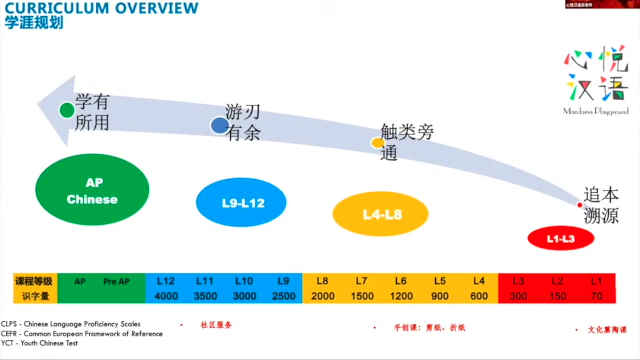 CURRICULUM OVERVIEW
学涯规划
心悦
汉语
Mandarin Playground
学有
所用
游刃
有余
触类旁
通
追本
溯源
AP
Chinese
L9-L12
L4-L8
L1-L3
课程等级 AP Pre AP L12 L11 L10 L9 L8 L7 L6 L5 L4 L3 L2 L1
识字量 4000 3500 3000 2500 2000 1500 1200 900 600 300 150 70
CLPS - Chinese Language Proficiency Scales
CEFR - Common European Framework of Reference
YCT - Youth Chinese Test
• 社区服务
• 手创课：剪纸、折纸
• 文化熏陶课